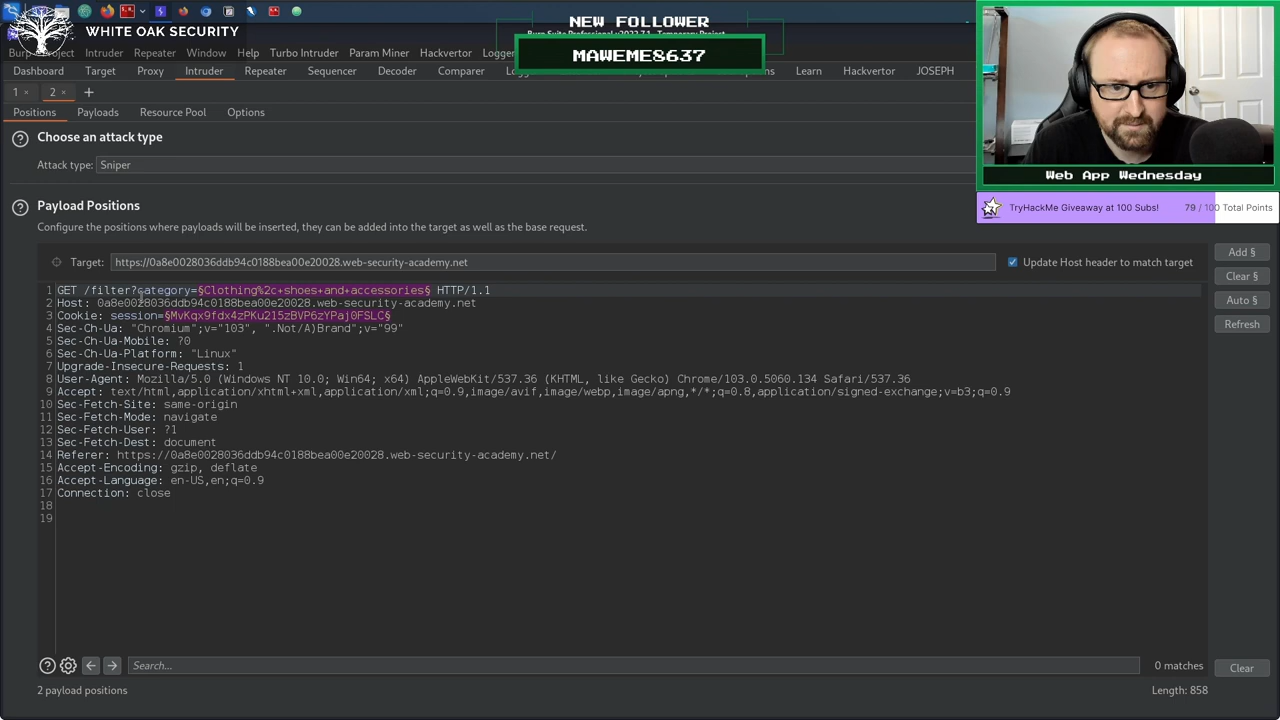 WHITE OAK SECURITY
NEW FOLLOWER
MAWEME8637
Burp Project Intruder Repeater Window Help Turbo Intruder Param Miner Hackvertor
Dashboard Target Proxy Intruder Repeater Sequencer Decoder Comparer Learn Hackvertor JOSEPH
1 × 2 × +
Positions Payloads Resource Pool Options
? Choose an attack type
Attack type: Sniper
Web App Wednesday
TryHackMe Giveaway at 100 Subs! 79 / 100 Total Points
? Payload Positions
Configure the positions where payloads will be inserted, they can be added into the target as well as the base request.
Target: https://0a8e0028036ddb94c0188bea00e20028.web-security-academy.net Update Host header to match target
Add §
Clear §
Auto §
Refresh
1 GET /filter?category=§Clothing%2c+shoes+and+accessories§ HTTP/1.1
2 Host: 0a8e0028036ddb94c0188bea00e20028.web-security-academy.net
3 Cookie: session=§MvKqx9fdx4zPKu215zBVP6zYPaj0FSLC§
4 Sec-Ch-Ua: "Chromium";v="103", ".Not/A)Brand";v="99"
5 Sec-Ch-Ua-Mobile: ?0
6 Sec-Ch-Ua-Platform: "Linux"
7 Upgrade-Insecure-Requests: 1
8 User-Agent: Mozilla/5.0 (Windows NT 10.0; Win64; x64) AppleWebKit/537.36 (KHTML, like Gecko) Chrome/103.0.5060.134 Safari/537.36
9 Accept: text/html,application/xhtml+xml,application/xml;q=0.9,image/avif,image/webp,image/apng,*/*;q=0.8,application/signed-exchange;v=b3;q=0.9
10 Sec-Fetch-Site: same-origin
11 Sec-Fetch-Mode: navigate
12 Sec-Fetch-User: ?1
13 Sec-Fetch-Dest: document
14 Referer: https://0a8e0028036ddb94c0188bea00e20028.web-security-academy.net/
15 Accept-Encoding: gzip, deflate
16 Accept-Language: en-US,en;q=0.9
17 Connection: close
18
19
? Search... 0 matches Clear
2 payload positions Length: 858